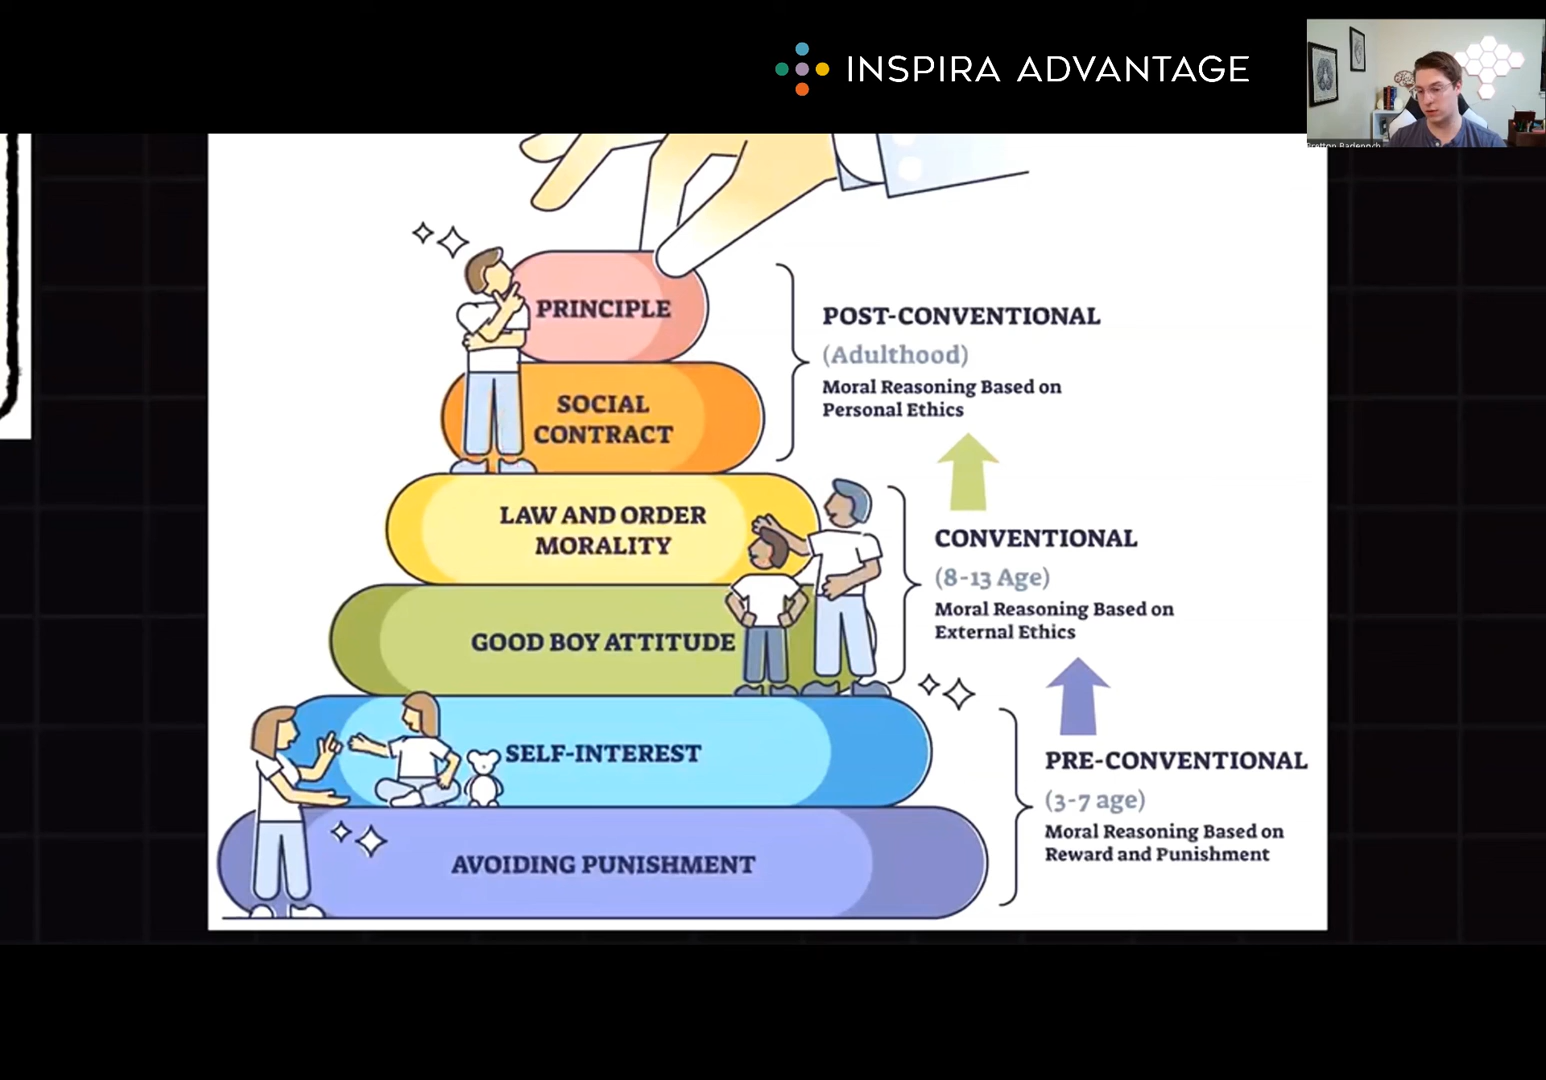 INSPIRA ADVANTAGE
PRINCIPLE
POST-CONVENTIONAL
(Adulthood)
Moral Reasoning Based on
Personal Ethics
SOCIAL
CONTRACT
LAW AND ORDER
MORALITY
CONVENTIONAL
(8-13 Age)
Moral Reasoning Based on
External Ethics
GOOD BOY ATTITUDE
SELF-INTEREST
PRE-CONVENTIONAL
(3-7 age)
Moral Reasoning Based on
Reward and Punishment
AVOIDING PUNISHMENT